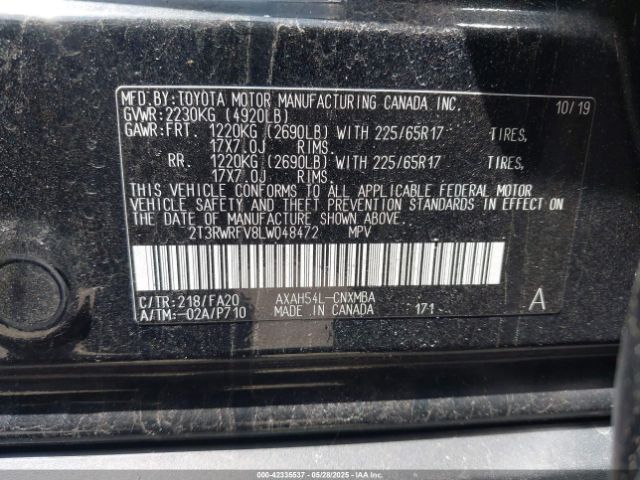 MFD.BY:TOYOTA MOTOR MANUFACTURING CANADA INC. 10/19
GVWR:2230KG (4920LB)
GAWR:FRT. 1220KG (2690LB) WITH 225/65R17 TIRES,
17X7.0J RIMS.
RR. 1220KG (2690LB) WITH 225/65R17 TIRES,
17X7.0J RIMS.
THIS VEHICLE CONFORMS TO ALL APPLICABLE FEDERAL MOTOR
VEHICLE SAFETY AND THEFT PREVENTION STANDARDS IN EFFECT ON
THE DATE OF MANUFACTURE SHOWN ABOVE.
2T3RWRFV8LW048472 MPV
C/TR:218/FA20 AXAH54L-CNXMBA A
A/TM:-02A/P710 MADE IN CANADA 171
000-42335537 - 05/28/2025 - IAAI.COM